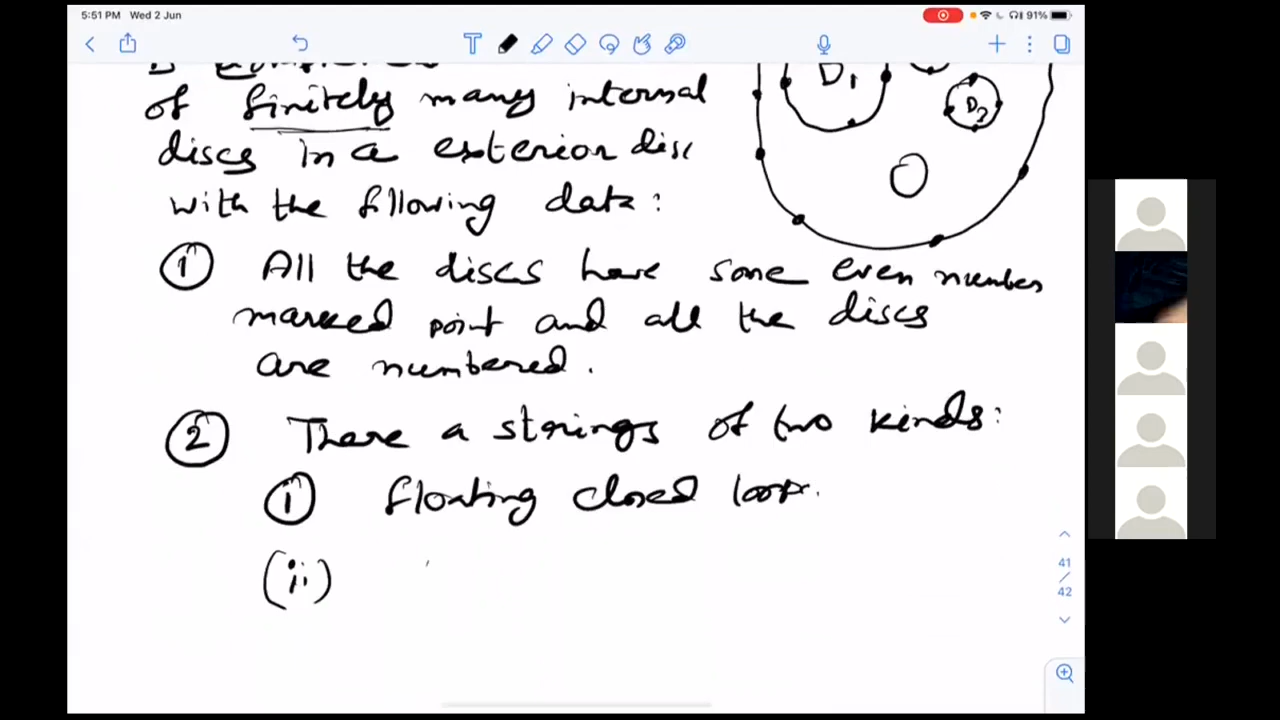 5:51 PM Wed 2 Jun
91%
D1
D2
of finitely many internal
discs in a exterior disc
with the following data:
① All the discs have some even number
marked point and all the discs
are numbered.
② There a strings of two kinds:
① floating closed loops.
(ii)
41
/
42